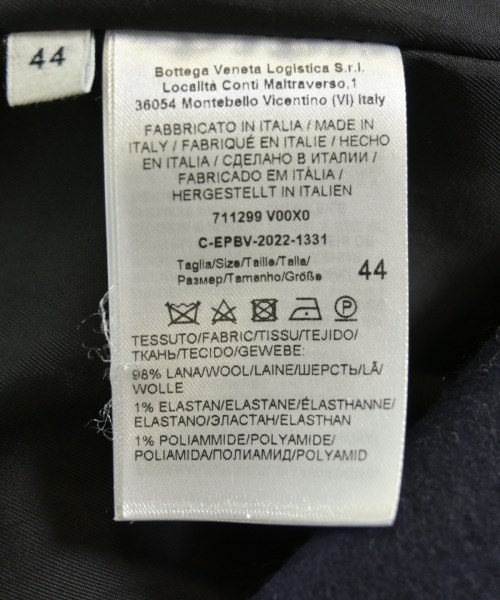 44
Bottega Veneta Logistica S.r.l.
Località Conti Maltraverso,1
36054 Montebello Vicentino (VI) Italy
FABBRICATO IN ITALIA / MADE IN
ITALY / FABRIQUÉ EN ITALIE / HECHO
EN ITALIA / СДЕЛАНО В ИТАЛИИ /
FABRICADO EM ITÁLIA /
HERGESTELLT IN ITALIEN
711299 V00X0
C-EPBV-2022-1331
Taglia/Size/Taille/Talla/
Размер/Tamanho/Größe 44
TESSUTO/FABRIC/TISSU/TEJIDO/
ТКАНЬ/TECIDO/GEWEBE:
98% LANA/WOOL/LAINE/ШЕРСТЬ/LÃ/
WOLLE
1% ELASTAN/ELASTANE/ÉLASTHANNE/
ELASTANO/ЭЛАСТАН/ELASTHAN
1% POLIAMMIDE/POLYAMIDE/
POLIAMIDA/ПОЛИАМИД/POLYAMID